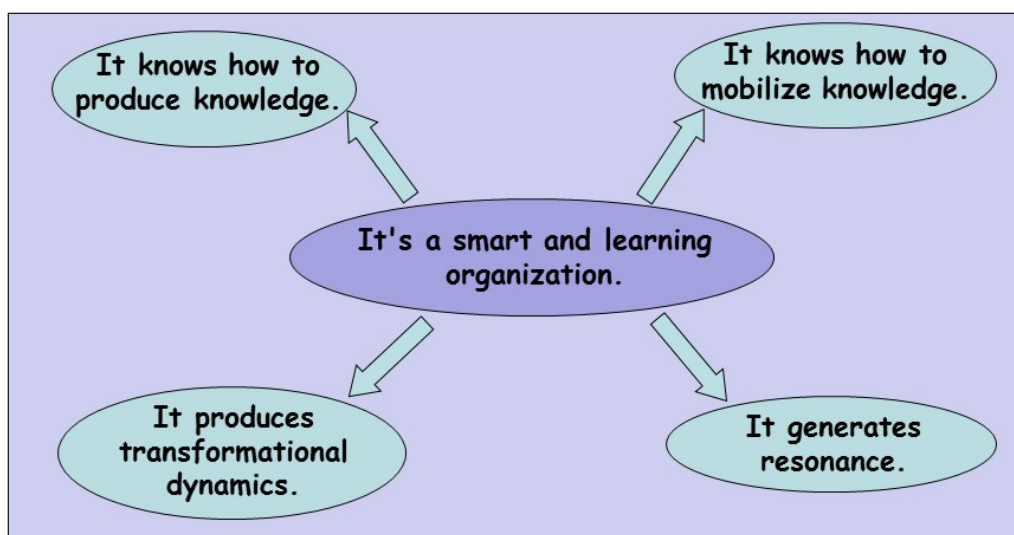 It knows how to
produce knowledge.
It knows how to
mobilize knowledge.
It's a smart and learning
organization.
It produces
transformational
dynamics.
It generates
resonance.